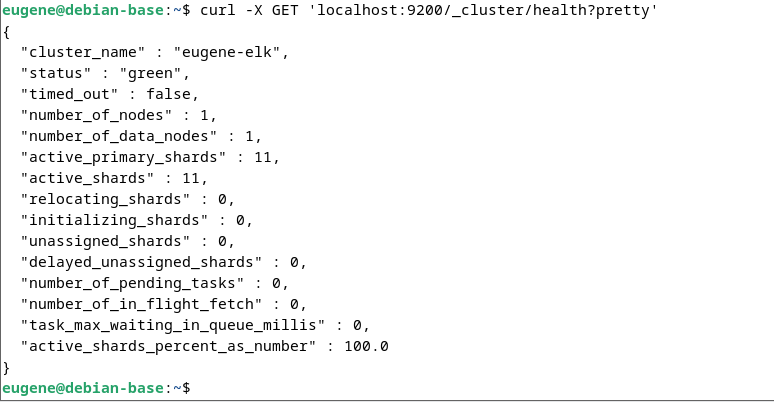 eugene@debian-base:~$ curl -X GET 'localhost:9200/_cluster/health?pretty'
{
  "cluster_name" : "eugene-elk",
  "status" : "green",
  "timed_out" : false,
  "number_of_nodes" : 1,
  "number_of_data_nodes" : 1,
  "active_primary_shards" : 11,
  "active_shards" : 11,
  "relocating_shards" : 0,
  "initializing_shards" : 0,
  "unassigned_shards" : 0,
  "delayed_unassigned_shards" : 0,
  "number_of_pending_tasks" : 0,
  "number_of_in_flight_fetch" : 0,
  "task_max_waiting_in_queue_millis" : 0,
  "active_shards_percent_as_number" : 100.0
}
eugene@debian-base:~$